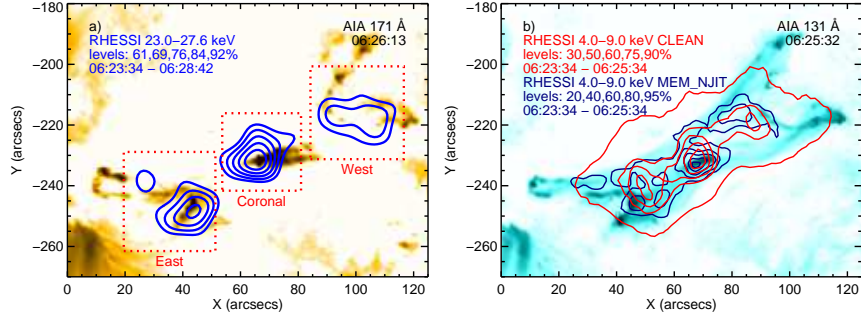 a)
AIA 171 Å
RHESSI 23.0−27.6 keV
06:26:13
levels: 61,69,76,84,92%
06:23:34 − 06:28:42
West
Coronal
East
−180
−200
−220
−240
−260
Y (arcsecs)
0 20 40 60 80 100 120
X (arcsecs)
b)
AIA 131 Å
RHESSI 4.0−9.0 keV CLEAN
06:25:32
levels: 30,50,60,75,90%
06:23:34 − 06:25:34
RHESSI 4.0−9.0 keV MEM_NJIT
levels: 20,40,60,80,95%
06:23:34 − 06:25:34
−180
−200
−220
−240
−260
Y (arcsecs)
0 20 40 60 80 100 120
X (arcsecs)